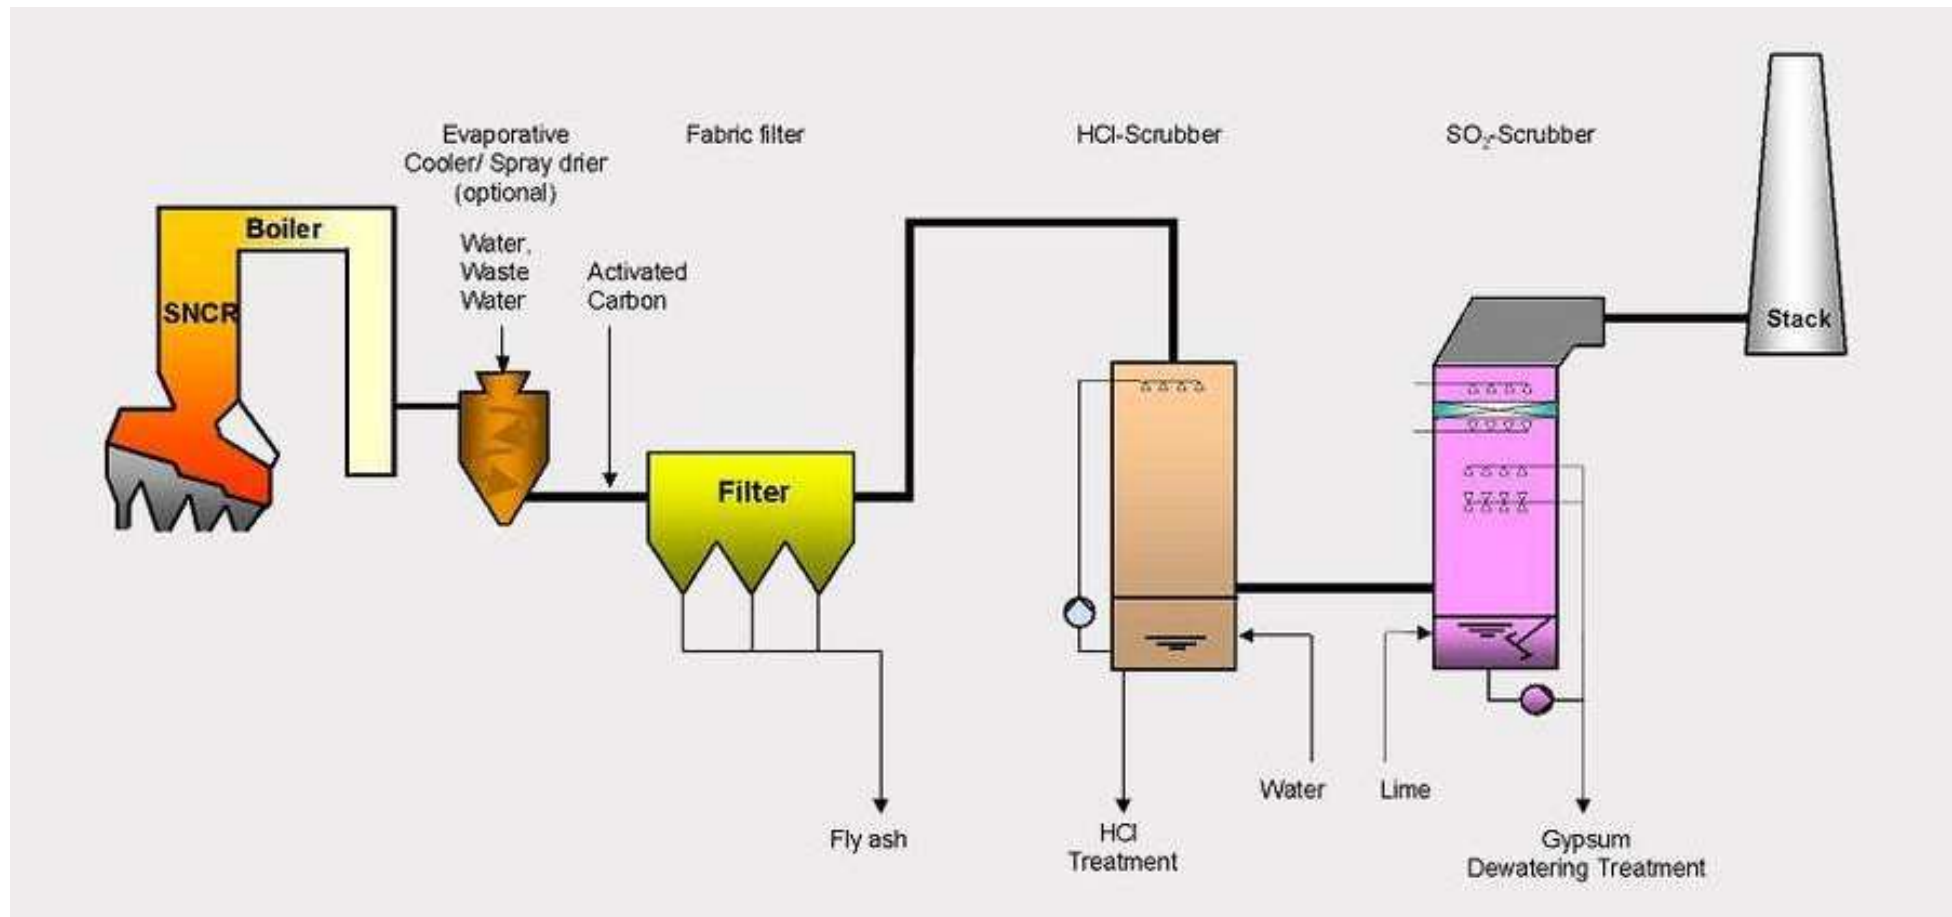 Evaporative
Cooler/ Spray drier
(optional)
Fabric filter
HCl-Scrubber
SO₂-Scrubber
Boiler
Water,
Waste
Water
Activated
Carbon
SNCR
Stack
Filter
Water
Lime
Fly ash
HCl
Treatment
Gypsum
Dewatering Treatment